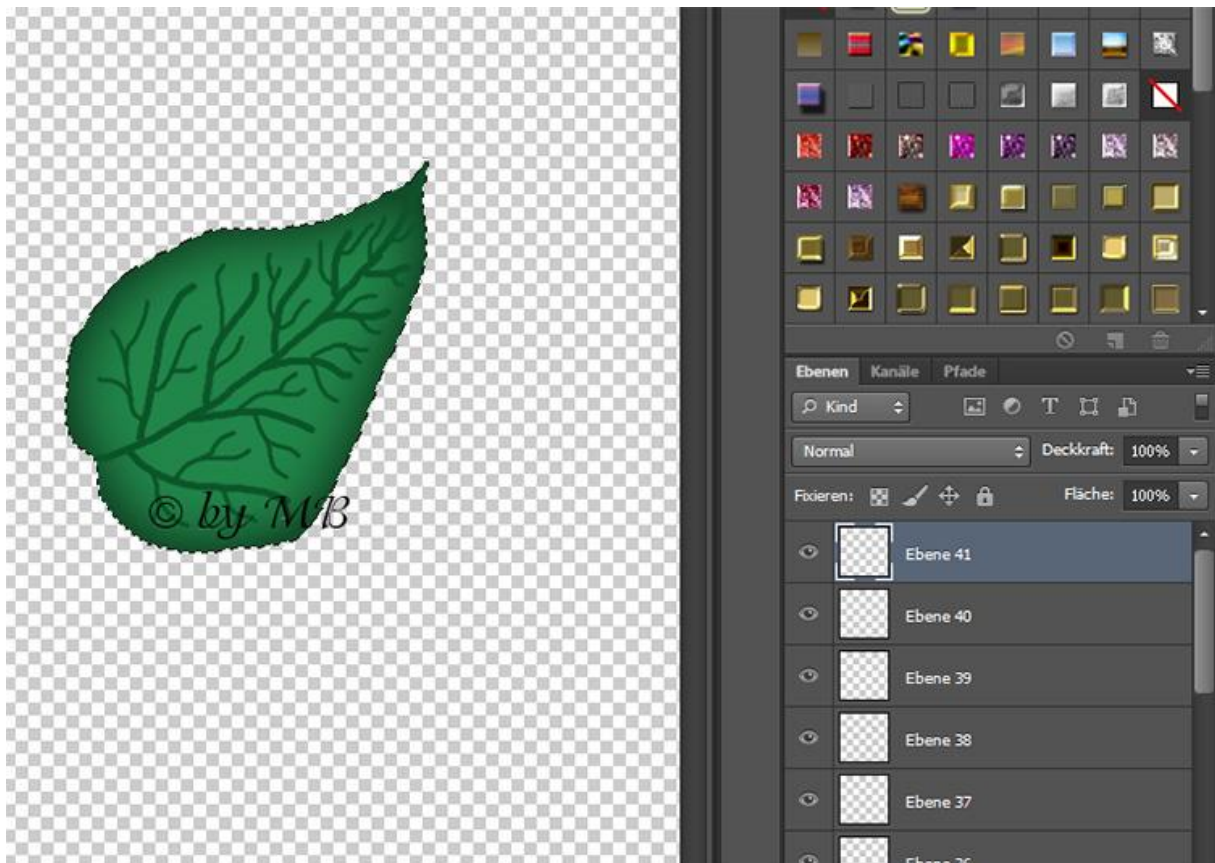 © by MB
Ebenen Kanäle Pfade
Kind
Normal Deckkraft: 100%
Fixieren: Fläche: 100%
Ebene 41
Ebene 40
Ebene 39
Ebene 38
Ebene 37